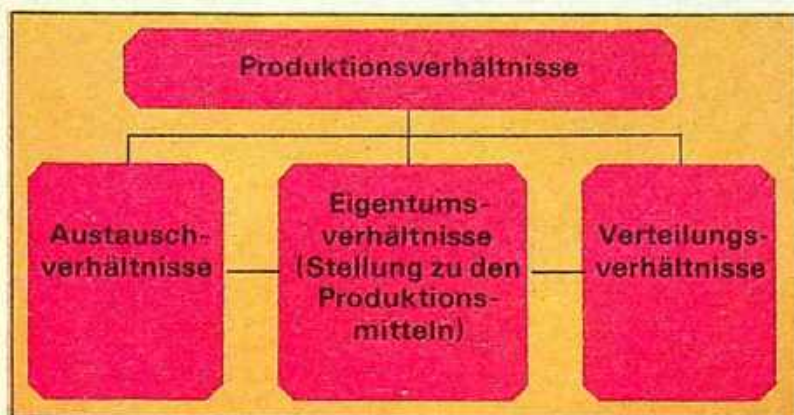 Produktionsverhältnisse
Austausch-
verhältnisse
Eigentums-
verhältnisse
(Stellung zu den
Produktions-
mitteln)
Verteilungs-
verhältnisse